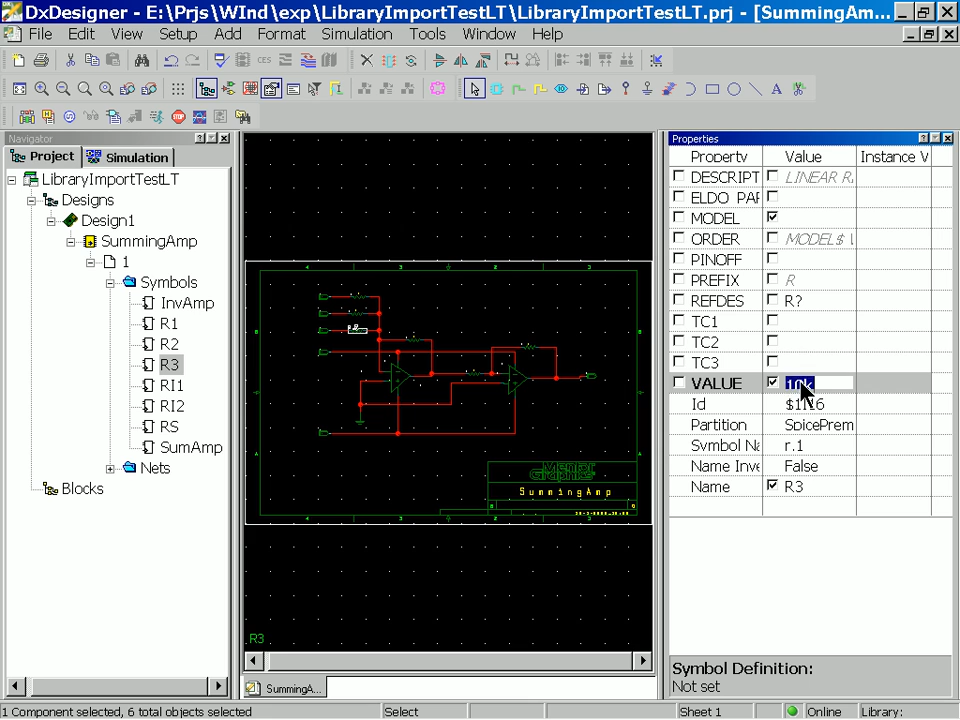 DxDesigner - E:\Prjs\WInd\exp\LibraryImportTestLT\LibraryImportTestLT.prj - [SummingAm...
File Edit View Setup Add Format Simulation Tools Window Help
Navigator
Project Simulation
LibraryImportTestLT
Designs
Design1
SummingAmp
1
Symbols
InvAmp
R1
R2
R3
RI1
RI2
RS
SumAmp
Nets
Blocks
Mentor
Graphics
SummingAmp
R3
SummingA...
Properties
Property Value Instance V
DESCRIPT LINEAR R
ELDO PAR
MODEL
ORDER MODEL$ V
PINOFF
PREFIX R
REFDES R?
TC1
TC2
TC3
VALUE 10k
Id
Partition SpicePrem
Symbol Na r.1
Name Inve False
Name R3
Symbol Definition:
Not set
1 Component selected, 6 total objects selected Select Sheet 1 Online Library: